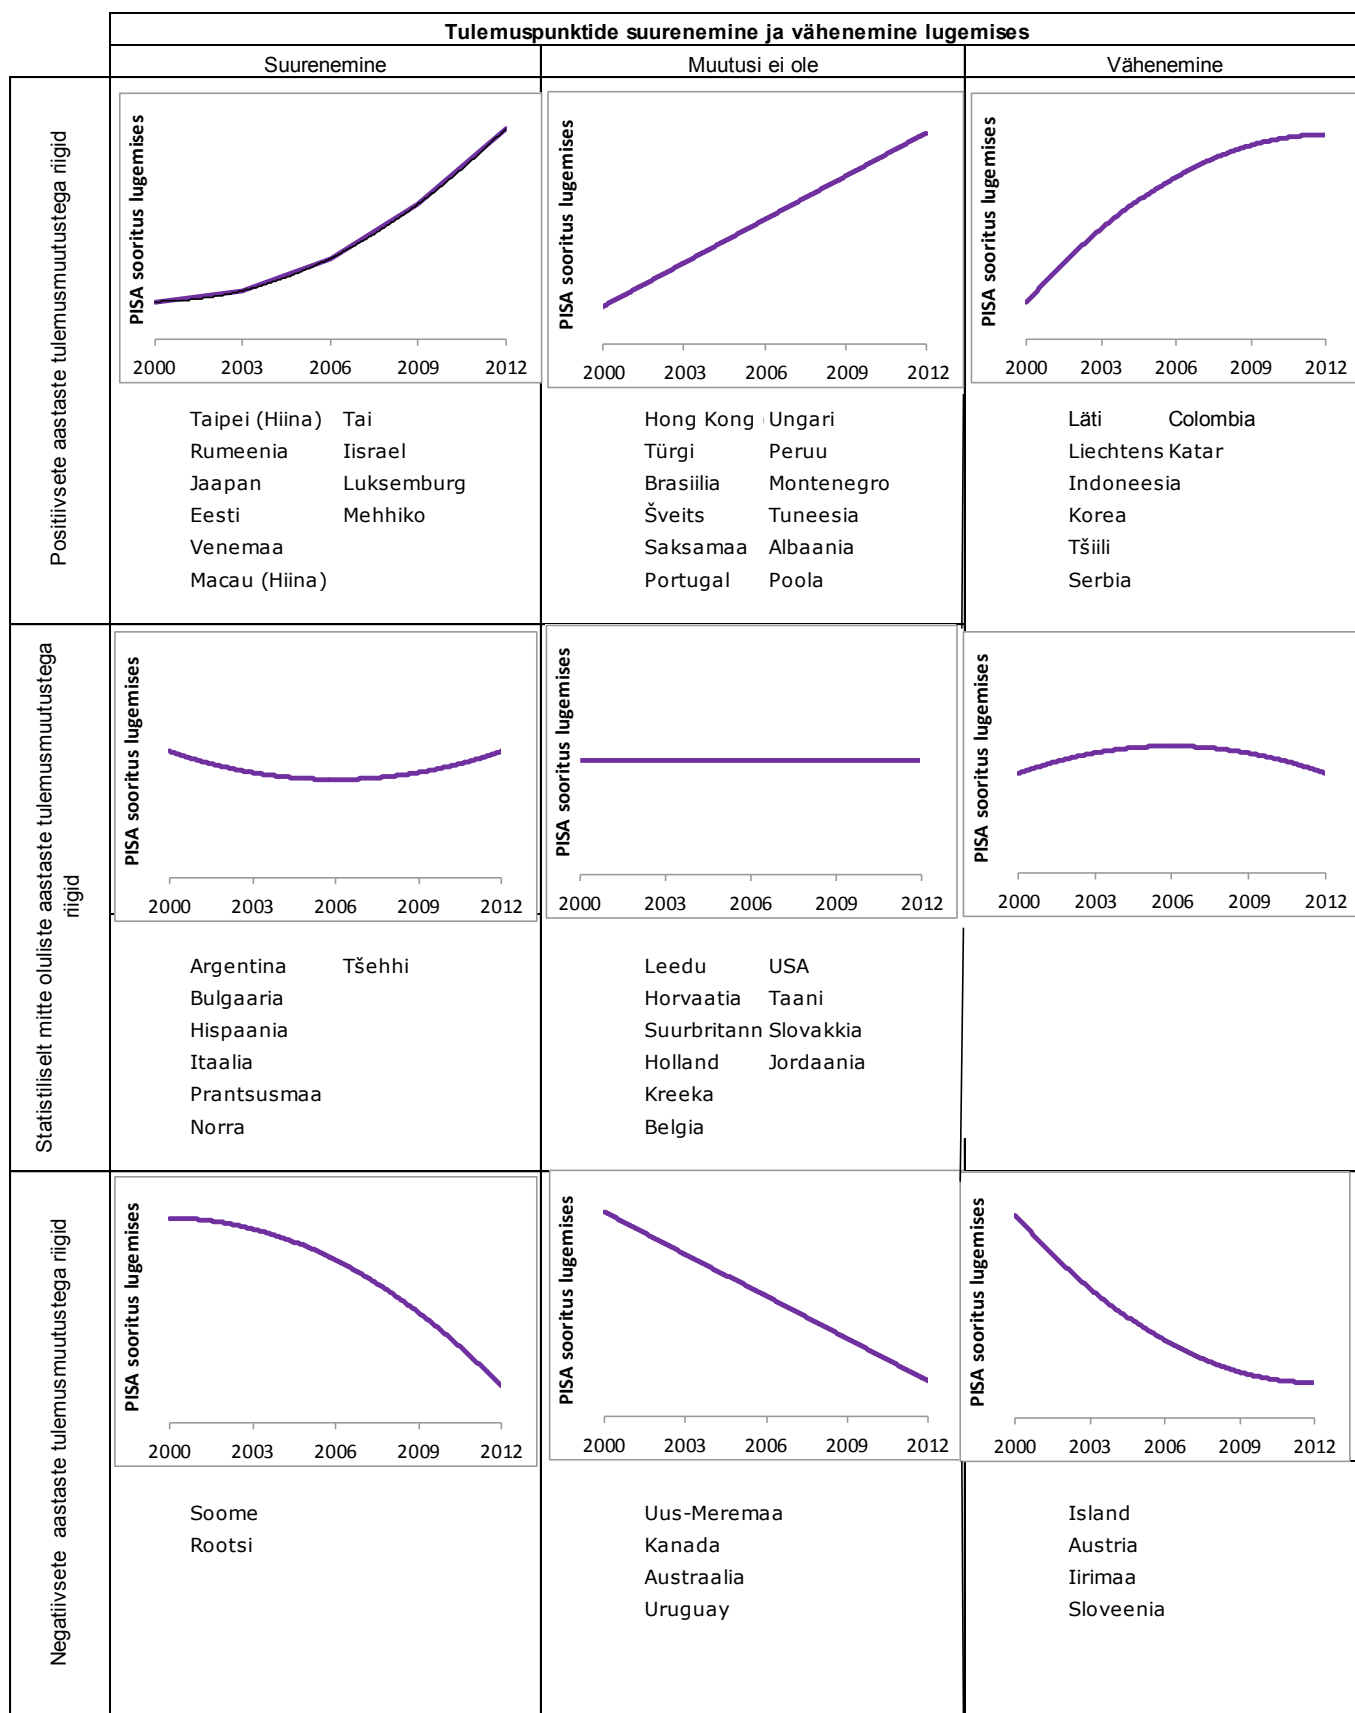 Tulemuspunktide suurenemine ja vähenemine lugemises
Suurenemine
Muutusi ei ole
Vähenemine
Positiivsete aastaste tulemusmuutustega riigid
PISA sooritus lugemises
2000 2003 2006 2009 2012
Taipei (Hiina) Tai
Rumeenia Iisrael
Jaapan Luksemburg
Eesti Mehhiko
Venemaa
Macau (Hiina)
PISA sooritus lugemises
2000 2003 2006 2009 2012
Hong Kong Ungari
Türgi Peruu
Brasiilia Montenegro
Šveits Tuneesia
Saksamaa Albaania
Portugal Poola
PISA sooritus lugemises
2000 2003 2006 2009 2012
Läti Colombia
Liechtens Katar
Indoneesia
Korea
Tšiili
Serbia
Statistiliselt mitte oluliste aastaste tulemusmuutustega
riigid
PISA sooritus lugemises
2000 2003 2006 2009 2012
Argentina Tšehhi
Bulgaaria
Hispaania
Itaalia
Prantsusmaa
Norra
PISA sooritus lugemises
2000 2003 2006 2009 2012
Leedu USA
Horvaatia Taani
Suurbritann Slovakkia
Holland Jordaania
Kreeka
Belgia
PISA sooritus lugemises
2000 2003 2006 2009 2012
Negatiivsete aastaste tulemusmuutustega riigid
PISA sooritus lugemises
2000 2003 2006 2009 2012
Soome
Rootsi
PISA sooritus lugemises
2000 2003 2006 2009 2012
Uus-Meremaa
Kanada
Austraalia
Uruguay
PISA sooritus lugemises
2000 2003 2006 2009 2012
Island
Austria
Iirimaa
Sloveenia